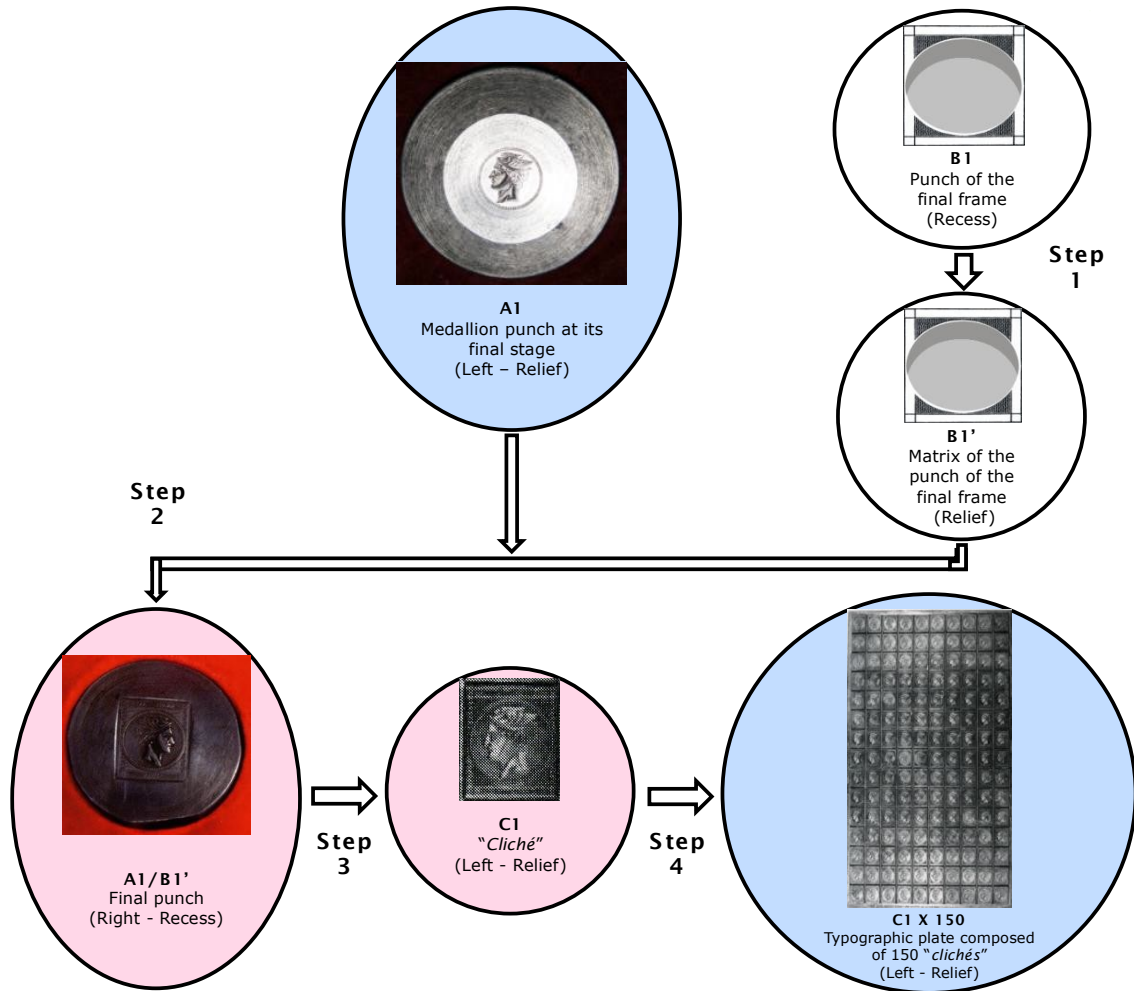 A1
Medallion punch at its
final stage
(Left – Relief)
B1
Punch of the
final frame
(Recess)
Step
1
B1’
Matrix of the
punch of the
final frame
(Relief)
Step
2
A1/B1’
Final punch
(Right - Recess)
Step
3
C1
“Cliché”
(Left - Relief)
Step
4
C1 X 150
Typographic plate composed
of 150 “clichés”
(Left - Relief)